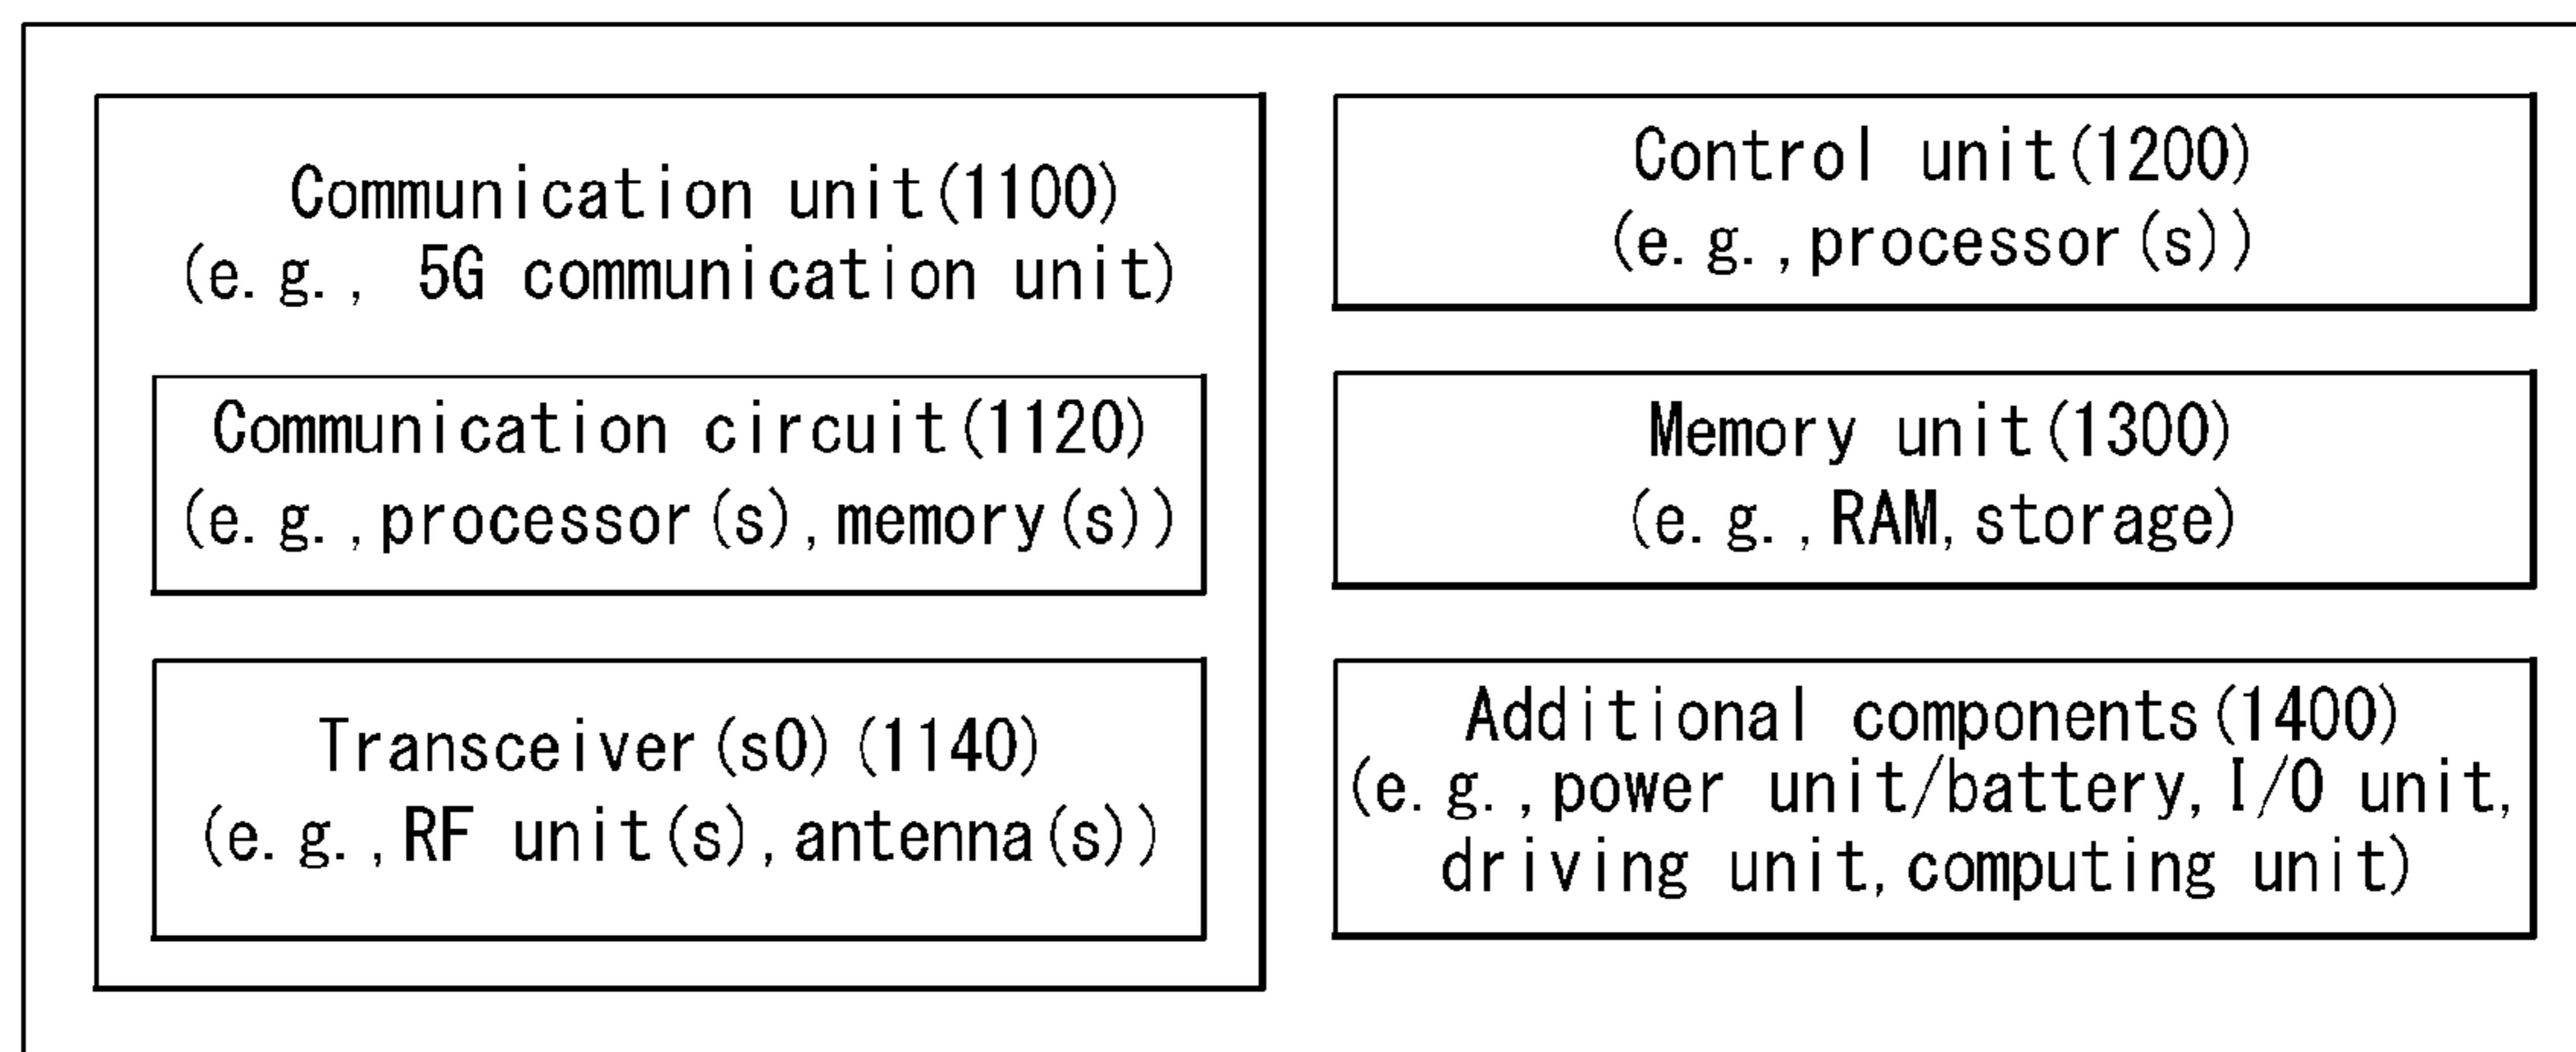 Communication unit(1100)
(e.g., 5G communication unit)
Communication circuit(1120)
(e.g.,processor(s),memory(s))
Transceiver(s0)(1140)
(e.g.,RF unit(s),antenna(s))
Control unit(1200)
(e.g.,processor(s))
Memory unit(1300)
(e.g.,RAM,storage)
Additional components(1400)
(e.g.,power unit/battery,I/O unit,
driving unit,computing unit)